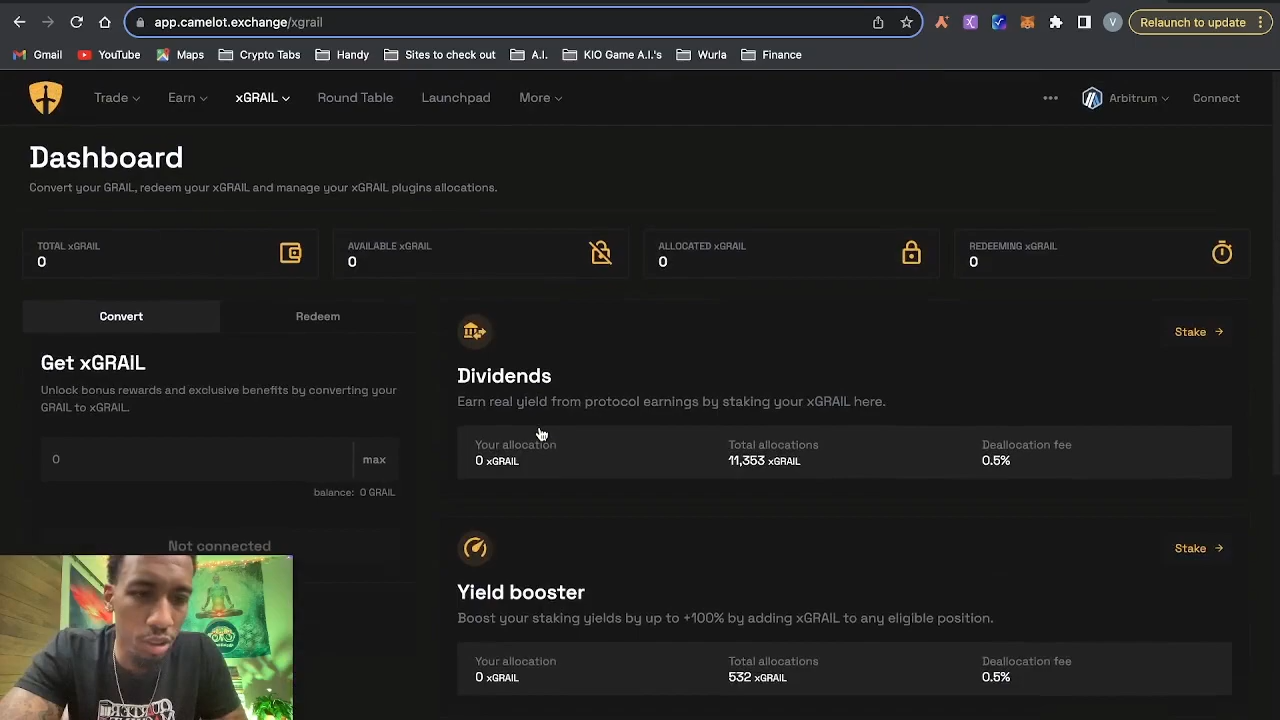 app.camelot.exchange/xgrail
V
Relaunch to update
Gmail
YouTube
Maps
Crypto Tabs
Handy
Sites to check out
A.I.
KIO Game A.I.'s
Wurla
Finance
Trade
Earn
xGRAIL
Round Table
Launchpad
More
Arbitrum
Connect
Dashboard
Convert your GRAIL, redeem your xGRAIL and manage your xGRAIL plugins allocations.
TOTAL xGRAIL
0
AVAILABLE xGRAIL
0
ALLOCATED xGRAIL
0
REDEEMING xGRAIL
0
Convert
Redeem
Get xGRAIL
Unlock bonus rewards and exclusive benefits by converting your
GRAIL to xGRAIL.
0
max
balance: 0 GRAIL
Not connected
Stake
Dividends
Earn real yield from protocol earnings by staking your xGRAIL here.
Your allocation
0 xGRAIL
Total allocations
11,353 xGRAIL
Deallocation fee
0.5%
Stake
Yield booster
Boost your staking yields by up to +100% by adding xGRAIL to any eligible position.
Your allocation
0 xGRAIL
Total allocations
532 xGRAIL
Deallocation fee
0.5%